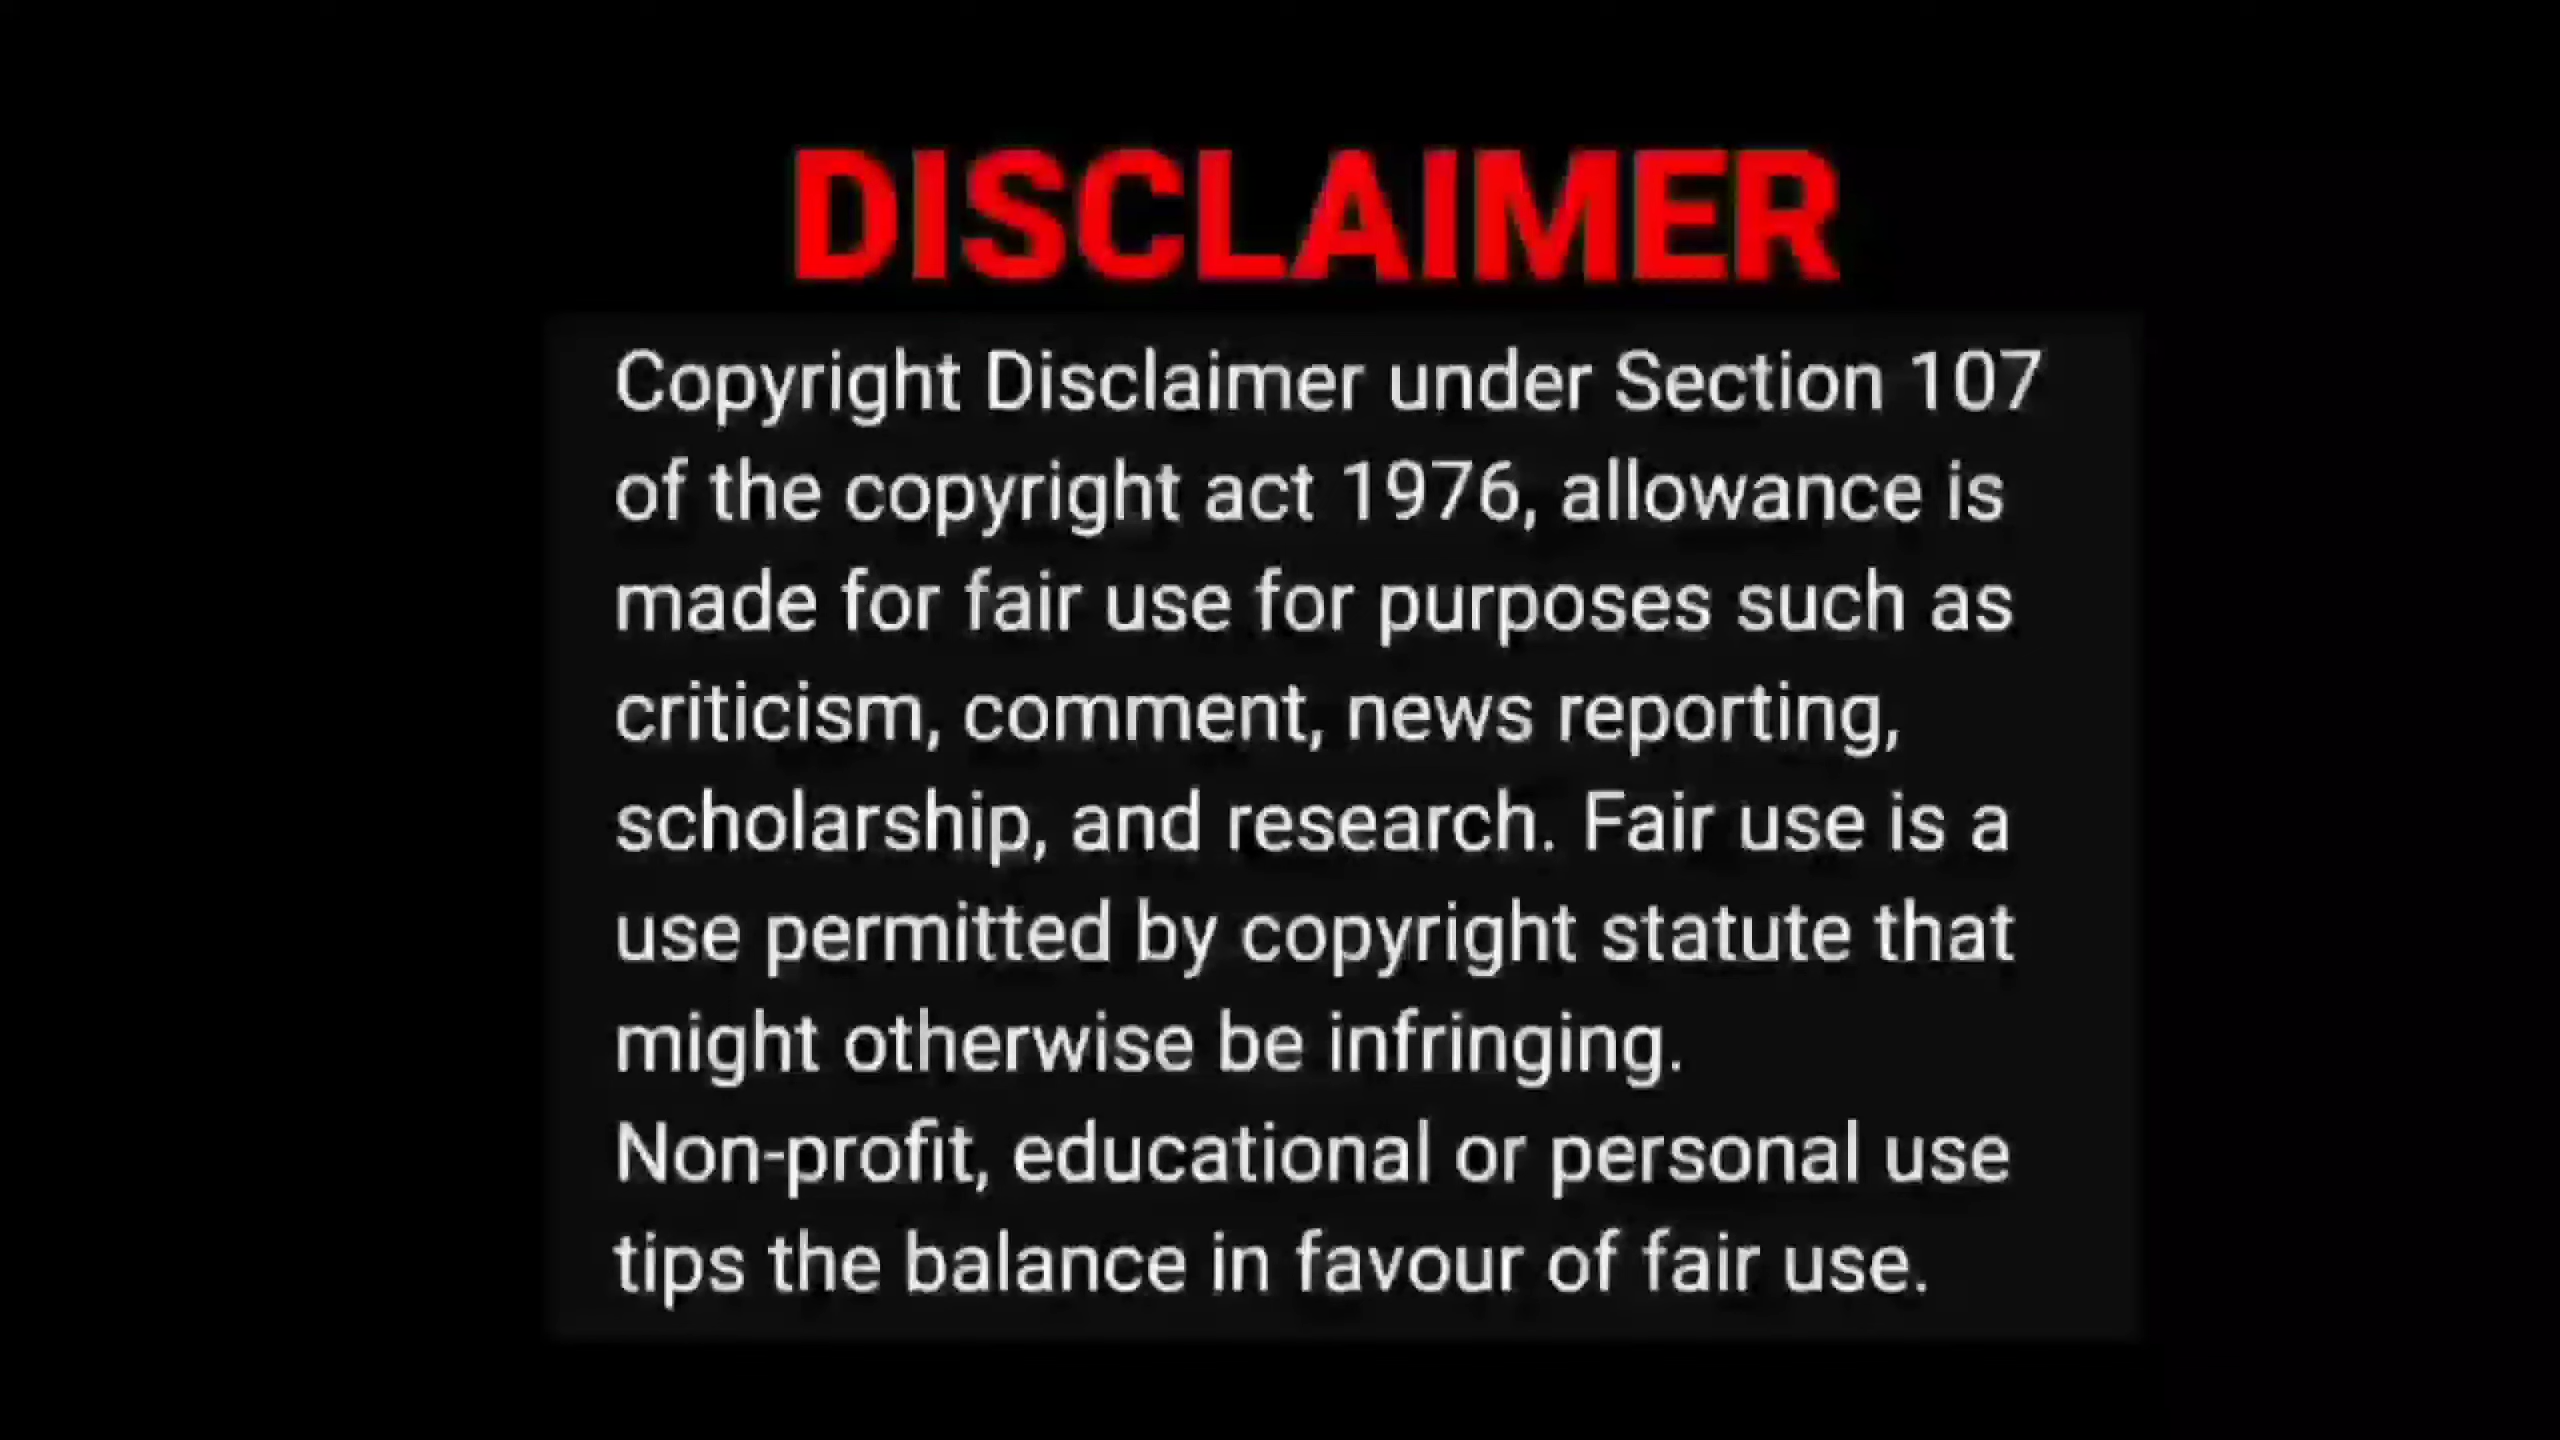 DISCLAIMER
Copyright Disclaimer under Section 107
of the copyright act 1976, allowance is
made for fair use for purposes such as
criticism, comment, news reporting,
scholarship, and research. Fair use is a
use permitted by copyright statute that
might otherwise be infringing.
Non-profit, educational or personal use
tips the balance in favour of fair use.